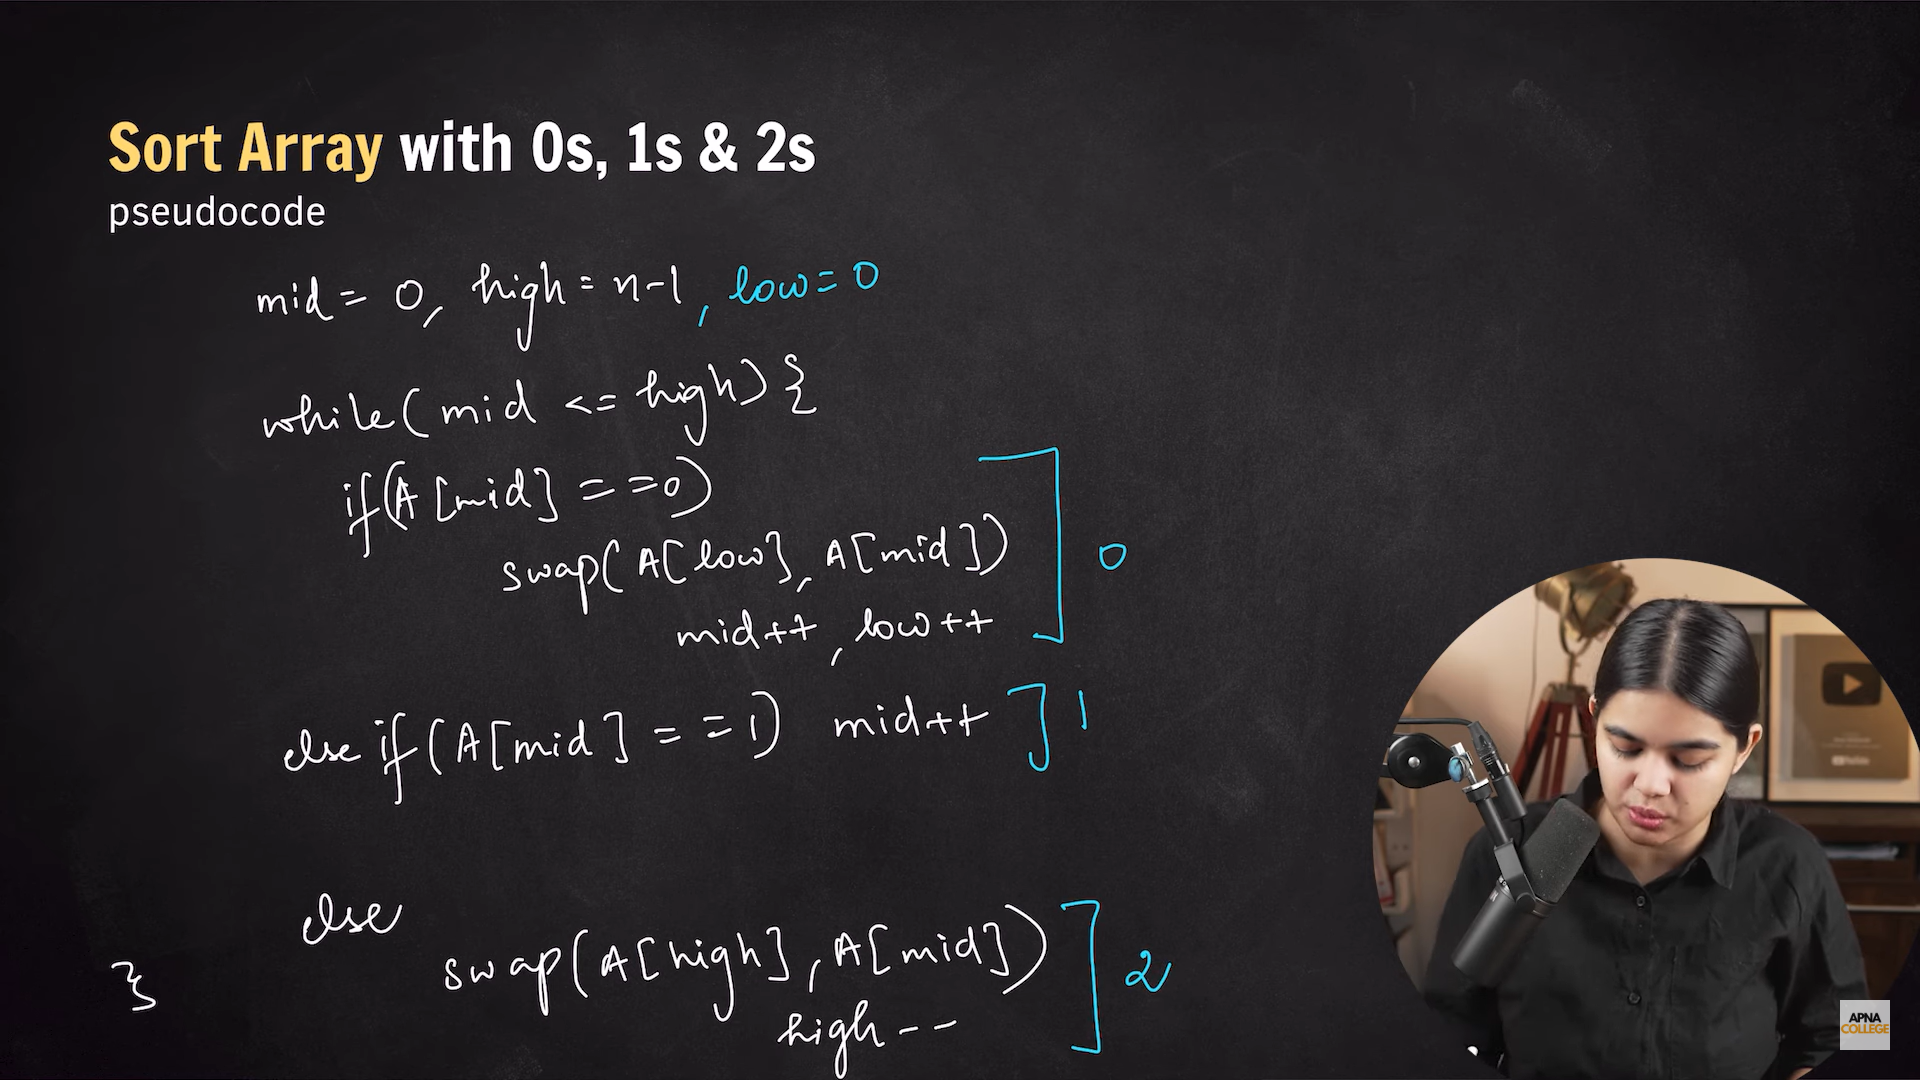 Sort Array with 0s, 1s & 2s
pseudocode
mid = 0, high = n-1, low = 0
while( mid <= high) {
if(A[mid] == 0)
swap( A[low], A[mid])
mid++, low++
0
else if( A[mid] == 1) mid++
1
else
swap( A[high], A[mid])
high--
2
}
APNA
COLLEGE